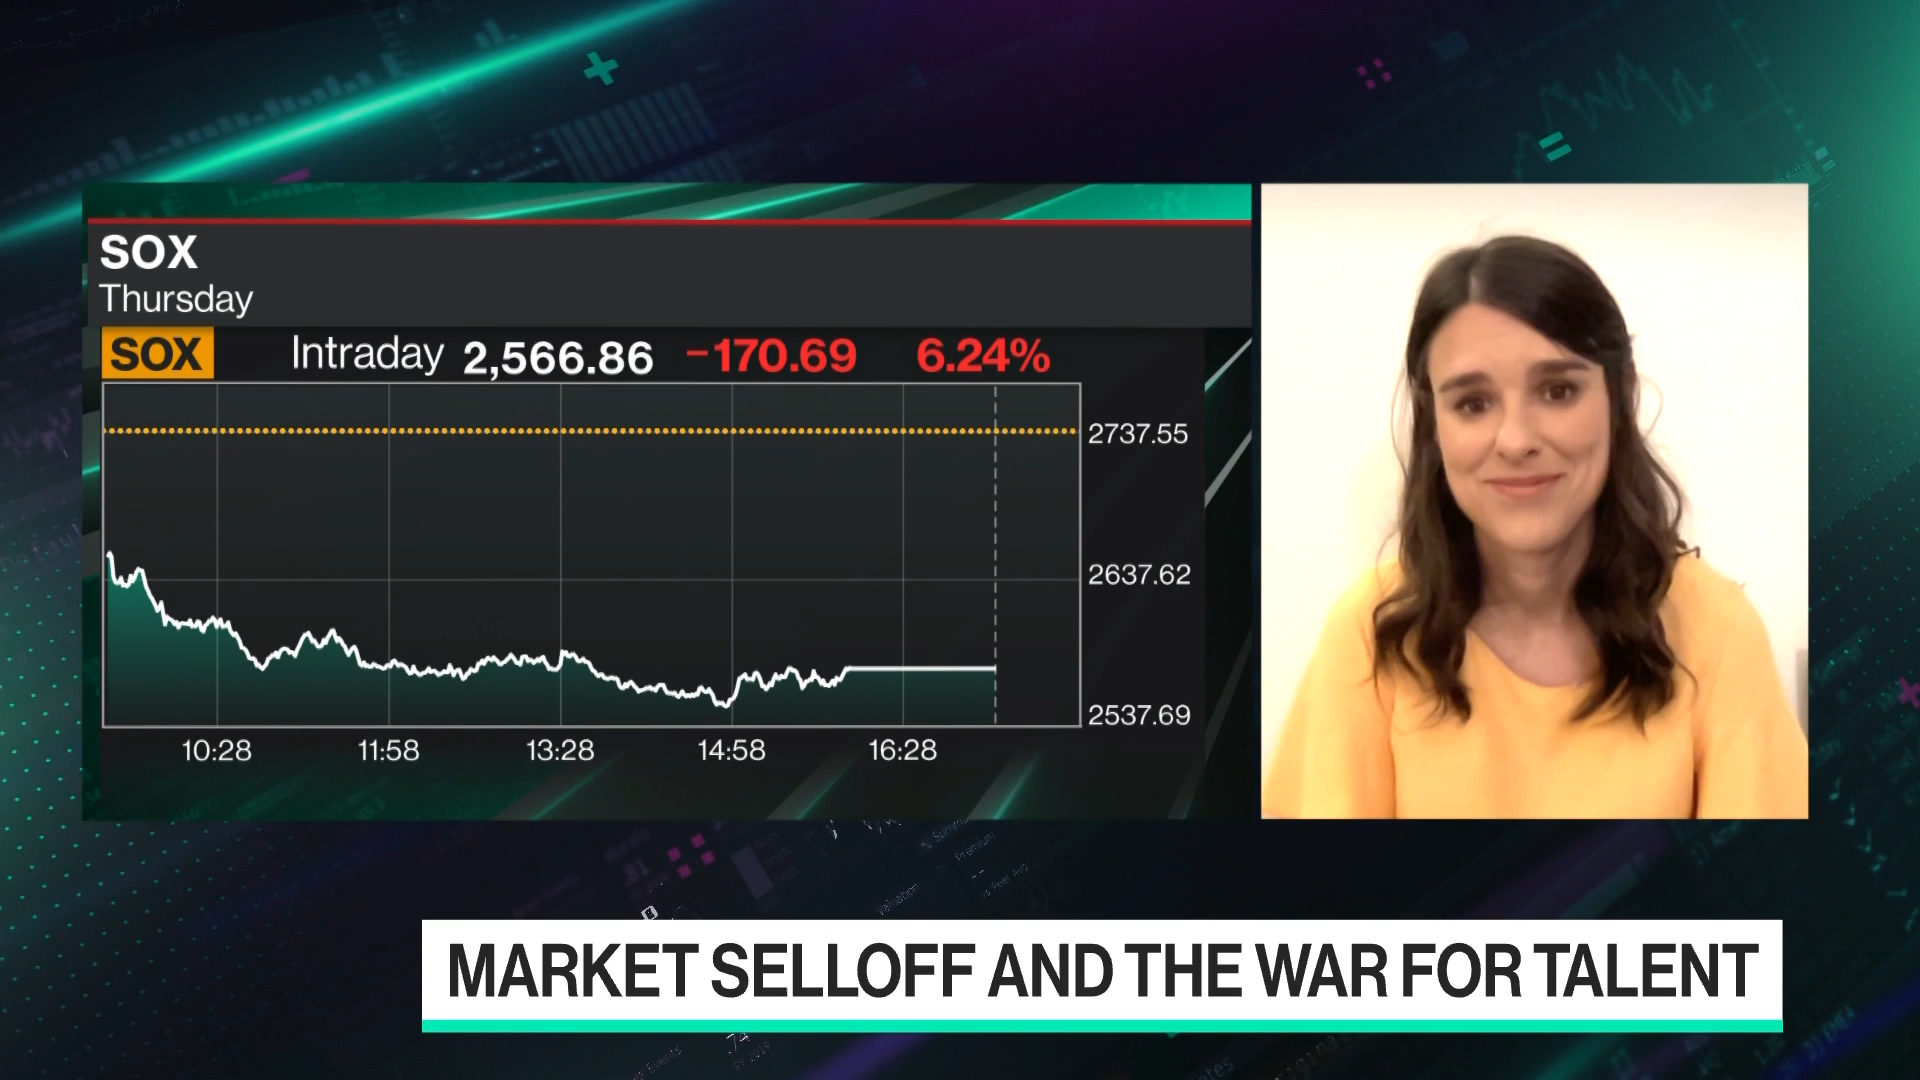 SOX
Thursday
SOX Intraday 2,566.86 -170.69 6.24%
2737.55
2637.62
2537.69
10:28 11:58 13:28 14:58 16:28
Premium
MARKET SELLOFF AND THE WAR FOR TALENT